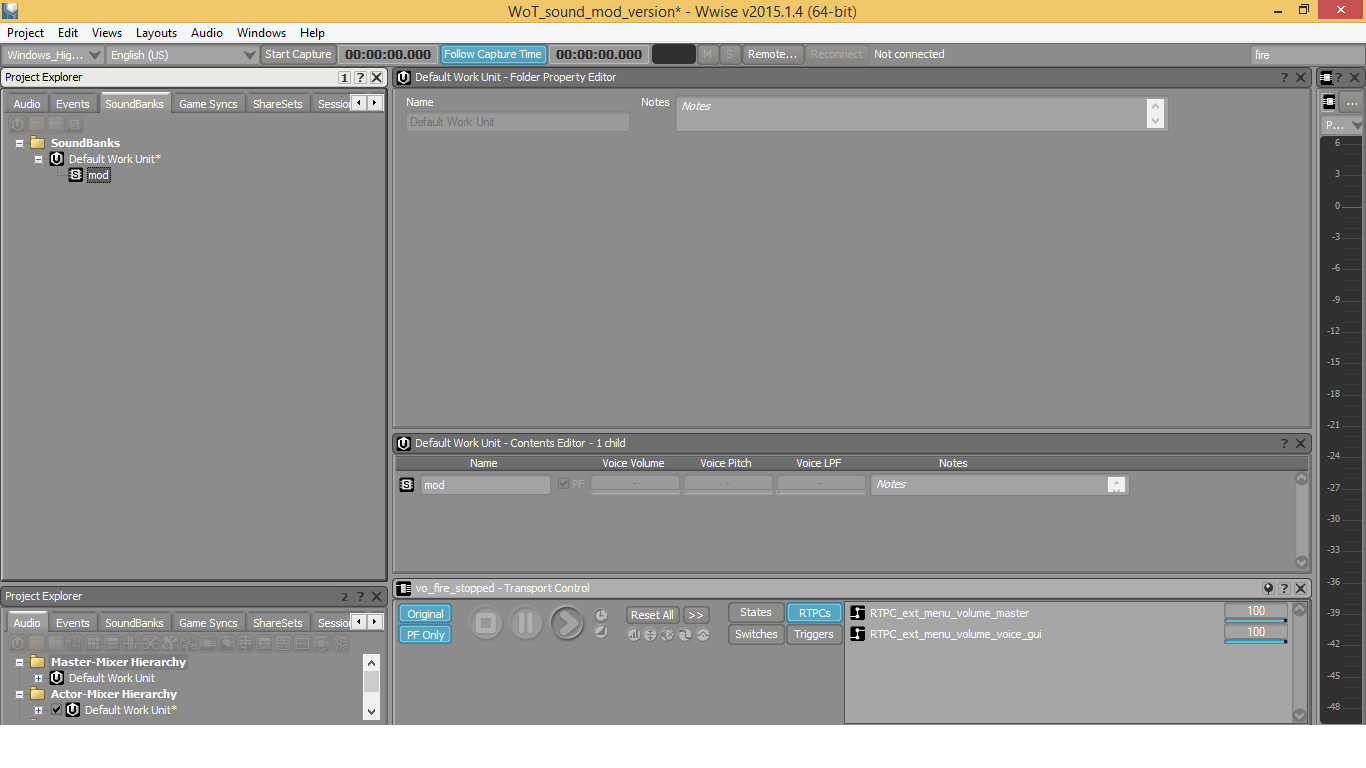 WoT_sound_mod_version* - Wwise v2015.1.4 (64-bit)
Project Edit Views Layouts Audio Windows Help
Windows_Hig... English (US) Start Capture 00:00:00.000 Follow Capture Time 00:00:00.000 M S Remote... Reconnect Not connected fire
Project Explorer 1 ?
Audio Events SoundBanks Game Syncs ShareSets Session
SoundBanks
Default Work Unit*
mod
Default Work Unit - Folder Property Editor ?
Name Notes Notes
Default Work Unit
Default Work Unit - Contents Editor - 1 child ?
Name Voice Volume Voice Pitch Voice LPF Notes
mod PF - - - Notes
Project Explorer 2 ?
Audio Events SoundBanks Game Syncs ShareSets Session
Master-Mixer Hierarchy
Default Work Unit
Actor-Mixer Hierarchy
Default Work Unit*
vo_fire_stopped - Transport Control ?
Original Reset All >> States RTPCs RTPC_ext_menu_volume_master 100
PF Only Switches Triggers RTPC_ext_menu_volume_voice_gui 100
?
...
P...
6
3
0
-3
-6
-9
-12
-15
-18
-21
-24
-27
-30
-33
-36
-39
-42
-45
-48